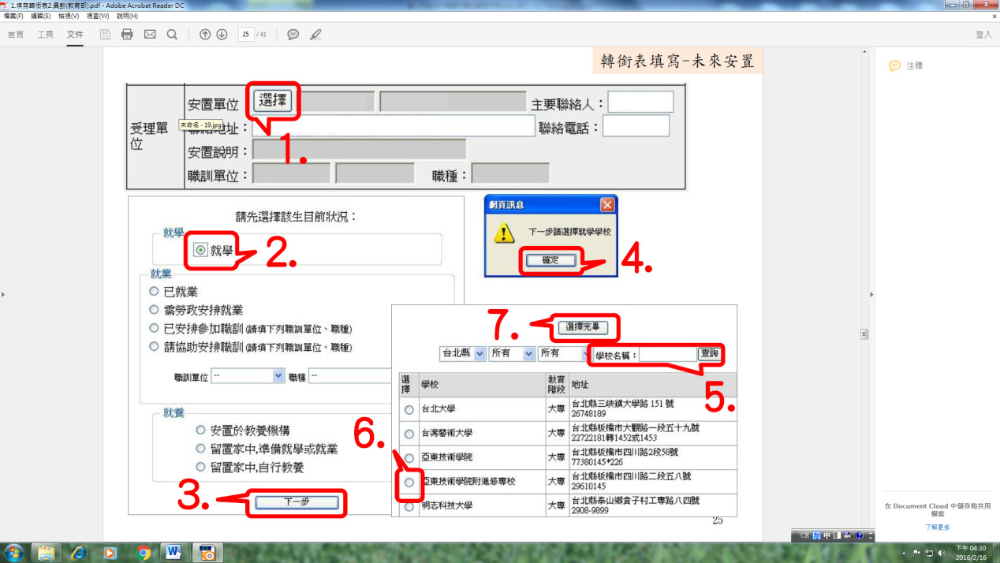 1.填寫轉銜表2.異動(教育部).pdf - Adobe Acrobat Reader DC
檔案(F) 編輯(E) 檢視(V) 視窗(W) 說明(H)
首頁 工具 文件 25 / 41 登入
轉銜表填寫-未來安置
注釋
受理單位
安置單位 選擇 主要聯絡人：
未命名 - 19.jpg
聯絡地址： 聯絡電話：
1.
安置說明：
職訓單位： 職種：
請先選擇該生目前狀況：
就學
就學 2.
就業
已就業
需勞政安排就業
已安排參加職訓(請填下列職訓單位、職種)
請協助安排職訓(請填下列職訓單位、職種)
職訓單位 -- 職種 --
就養
安置於教養機構
留置家中,準備就學或就業
留置家中,自行教養
3. 下一步
網頁訊息
下一步請選擇就學學校
確定
4.
7. 選擇完畢
台北縣 所有 所有 學校名稱： 查詢
5.
選擇 學校 教育階段 地址
台北大學 大專 台北縣三峽鎮大學路 151 號
26748189
台灣藝術大學 大專 台北縣板橋市大觀路一段五十九號
22722181轉1452或1453
6.
亞東技術學院 大專 台北縣板橋市四川路2段58號
77380145*226
亞東技術學院附進修專校 大專 台北縣板橋市四川路二段五八號
29610145
明志科技大學 大專 台北縣泰山鄉貴子村工專路八四號
2908-9899
25
在 Document Cloud 中儲存和共用檔案
了解更多
CH 中
下午 04:30
2016/2/16